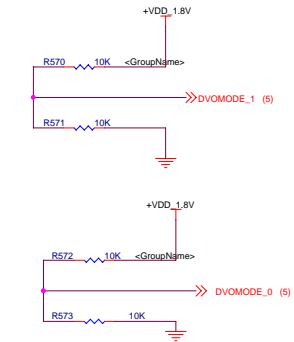 +VDD_1.8V
R570 10K <GroupName>
DVOMODE_1 (5)
R571 10K
+VDD_1.8V
R572 10K <GroupName>
DVOMODE_0 (5)
R573 10K